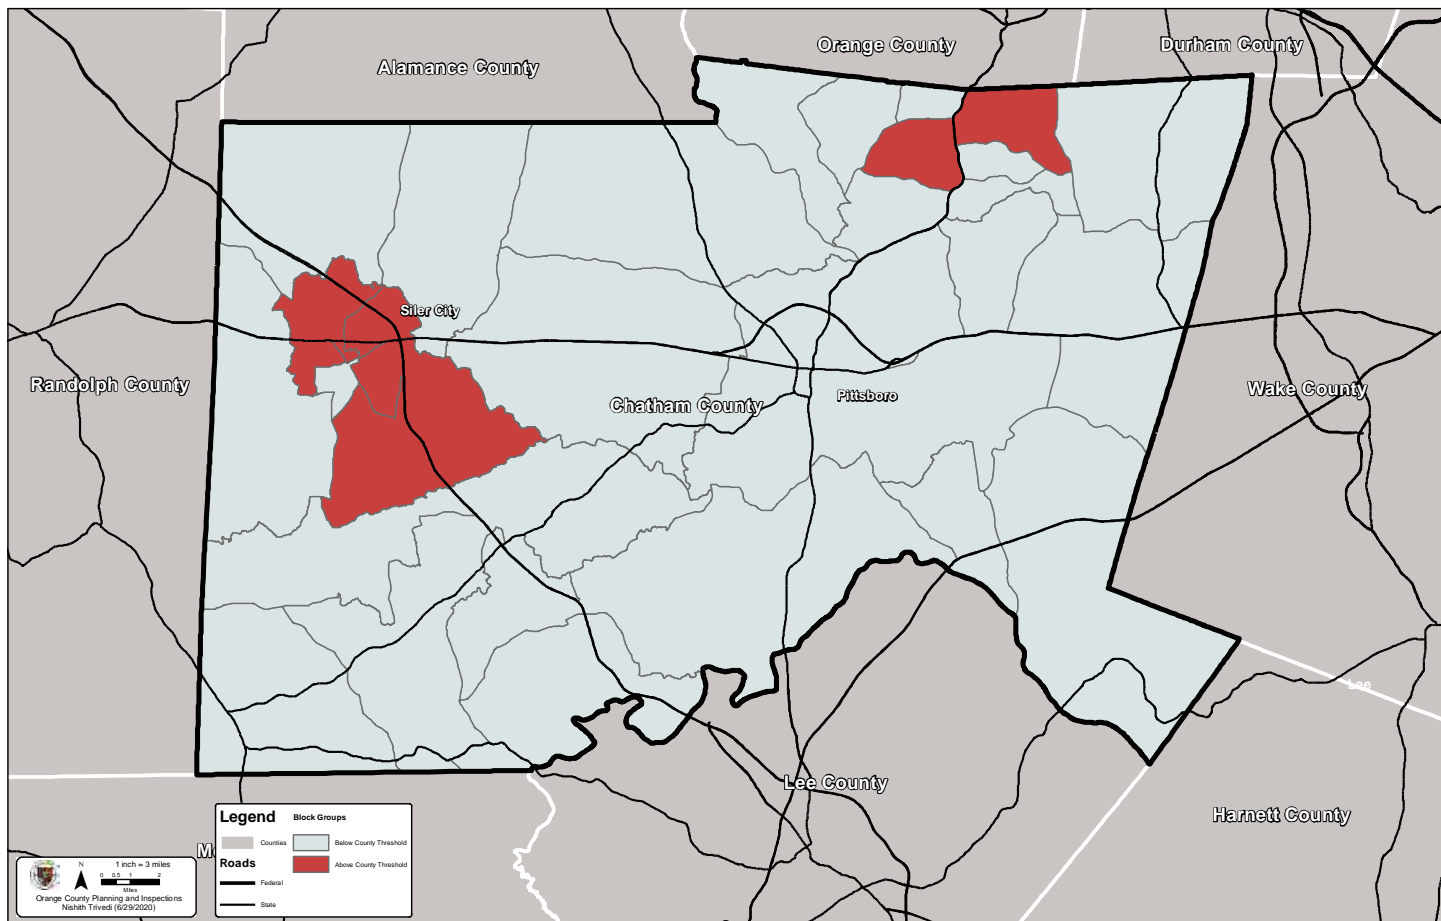 Orange County
Durham County
Alamance County
Siler City
Randolph County
Chatham County
Pittsboro
Wake County
Lee
Lee County
Harnett County
Legend
Block Groups
Counties
Below County Threshold
Roads
Above County Threshold
Federal
State
N
1 inch = 3 miles
0 0.5 1 2
Miles
Orange County Planning and Inspections
Nishith Trivedi (6/29/2020)